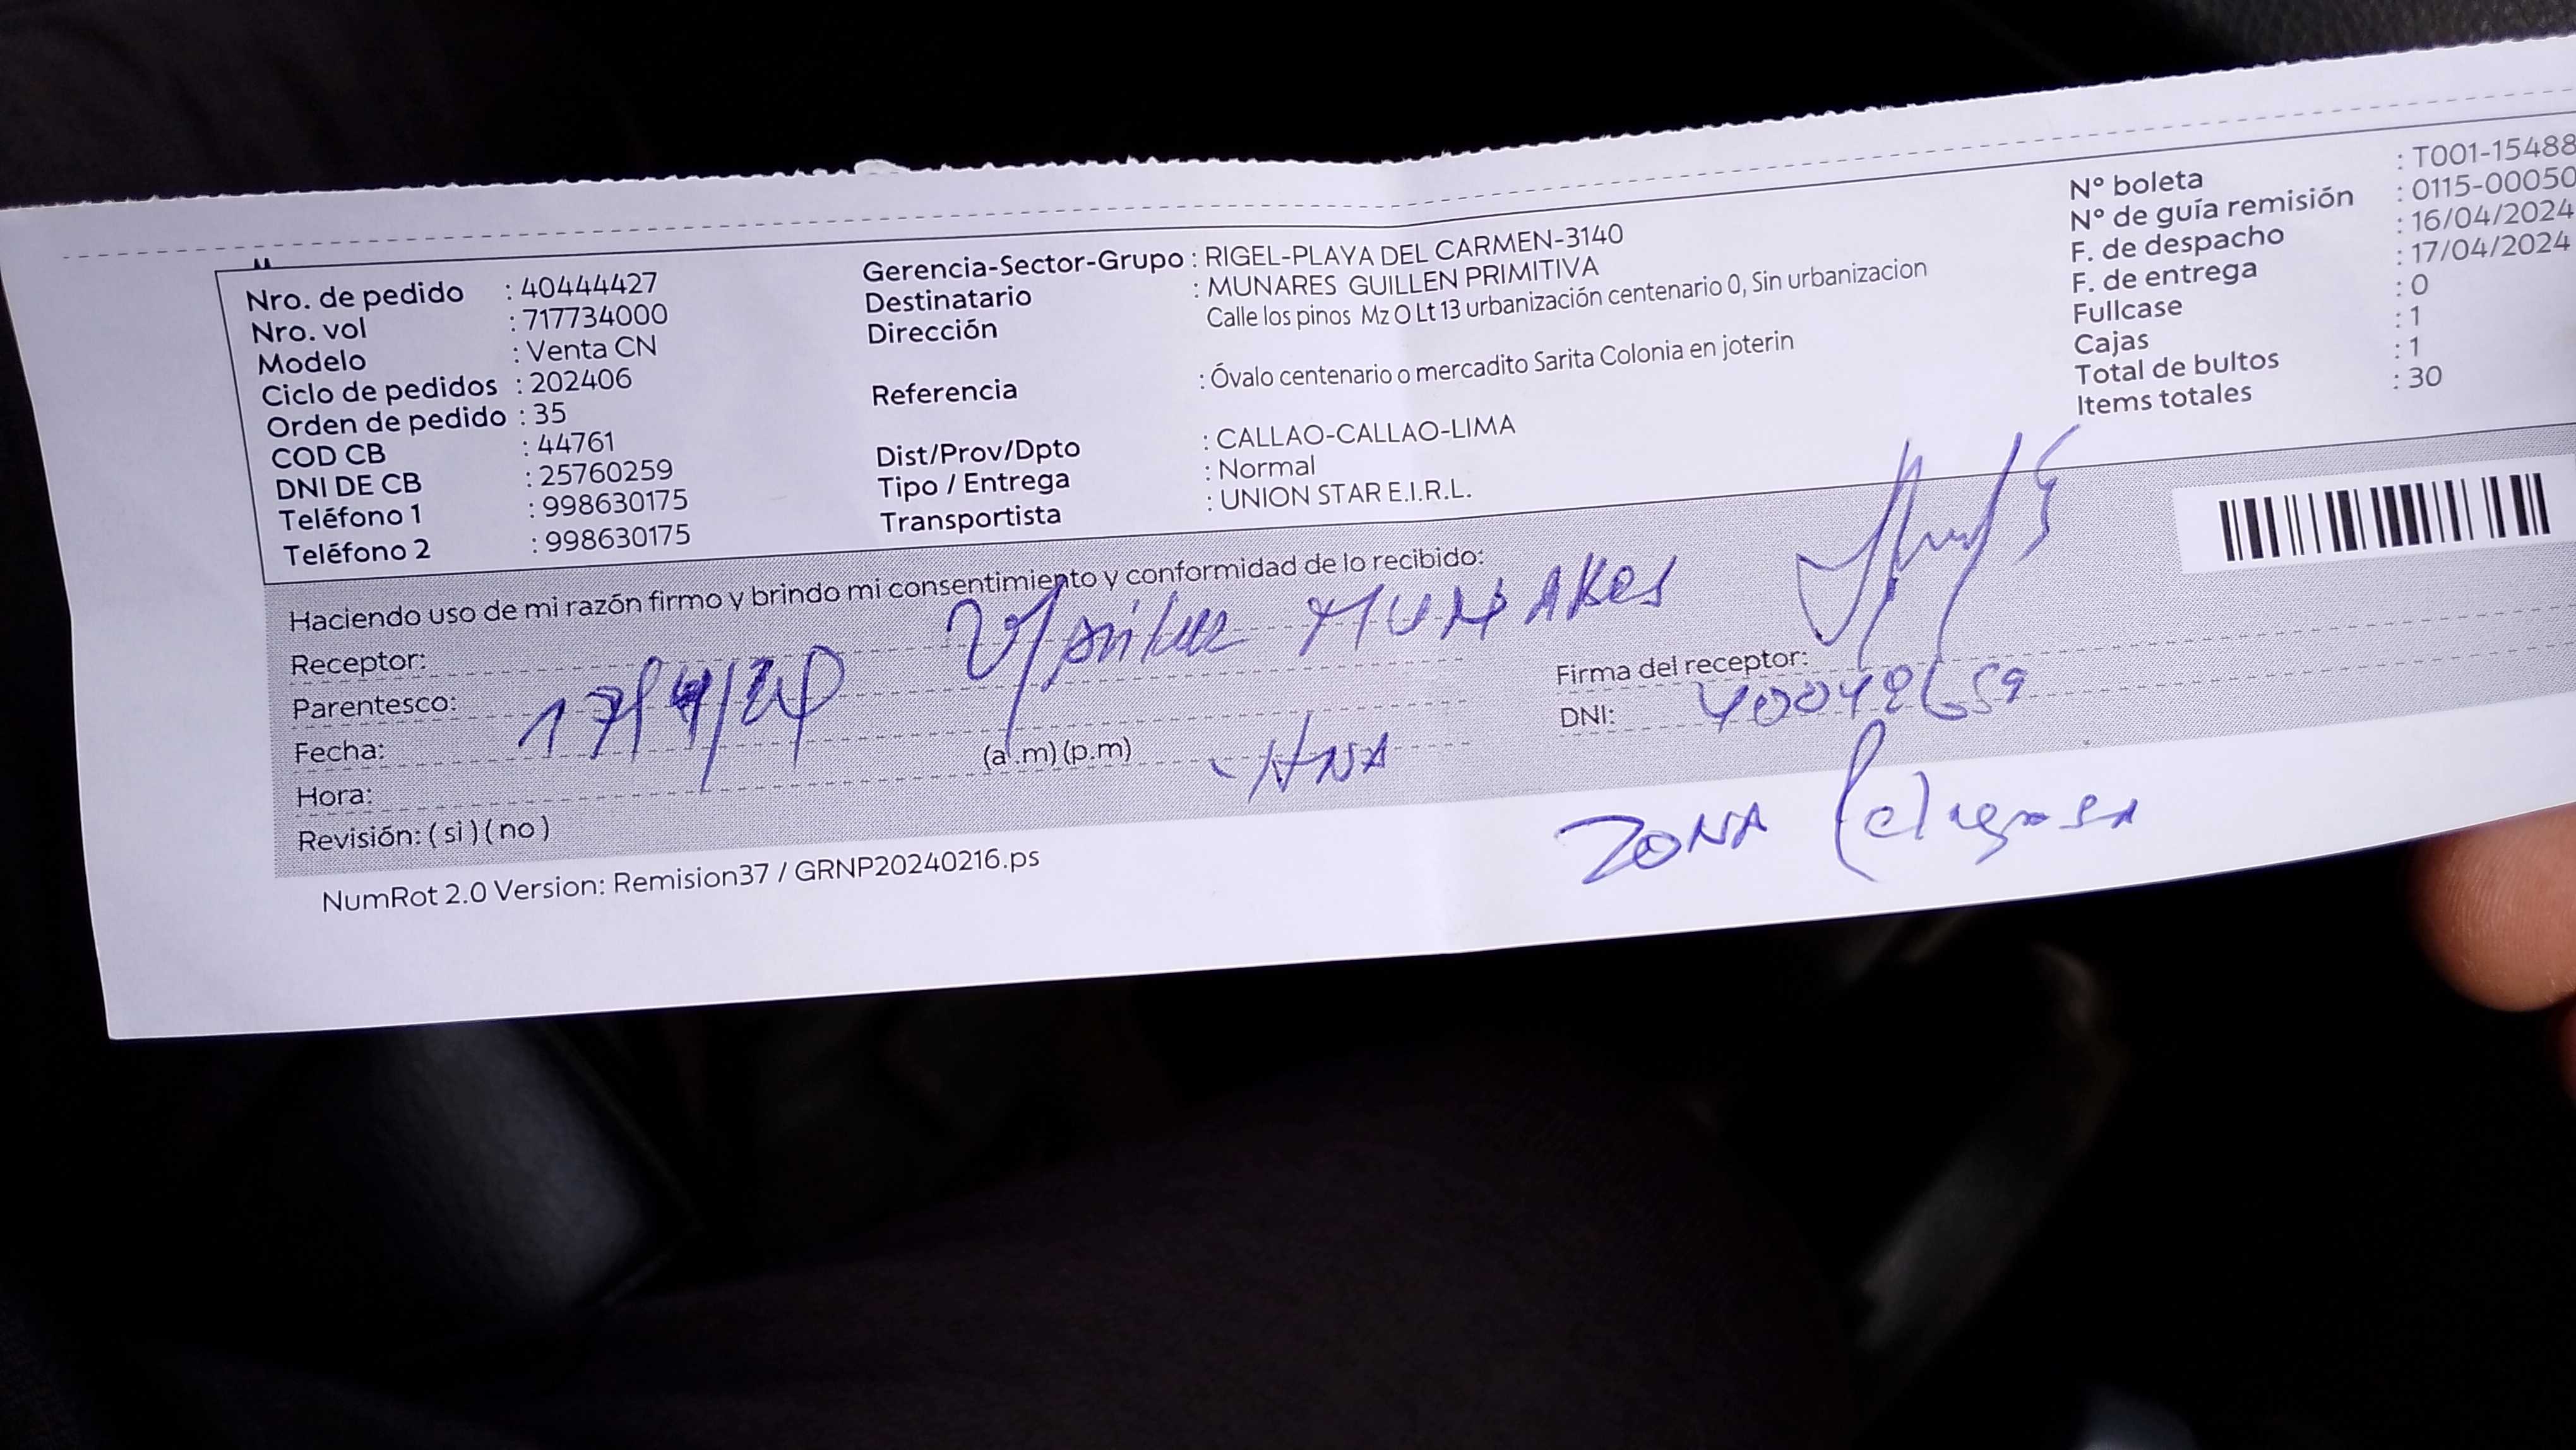 Nro. de pedido : 40444427
Nro. vol : 717734000
Modelo : Venta CN
Ciclo de pedidos : 202406
Orden de pedido : 35
COD CB : 44761
DNI DE CB : 25760259
Teléfono 1 : 998630175
Teléfono 2 : 998630175
Gerencia-Sector-Grupo : RIGEL-PLAYA DEL CARMEN-3140
Destinatario : MUNARES GUILLEN PRIMITIVA
Dirección Calle los pinos Mz O Lt 13 urbanización centenario 0, Sin urbanizacion
Referencia : Óvalo centenario o mercadito Sarita Colonia en joterin
Dist/Prov/Dpto : CALLAO-CALLAO-LIMA
Tipo / Entrega : Normal
Transportista : UNION STAR E.I.R.L.
N° boleta : T001-15488
N° de guía remisión : 0115-00050
F. de despacho : 16/04/2024
F. de entrega : 17/04/2024
Fullcase : 0
Cajas : 1
Total de bultos : 1
Items totales : 30
Haciendo uso de mi razón firmo y brindo mi consentimiento y conformidad de lo recibido:
Receptor: MUNARES
Parentesco:
Fecha: 17/4/
Hora: (a.m) (p.m)
Revisión: ( si ) ( no )
HNA
Firma del receptor:
DNI:
ZONA Peligrosa
NumRot 2.0 Version: Remision37 / GRNP20240216.ps